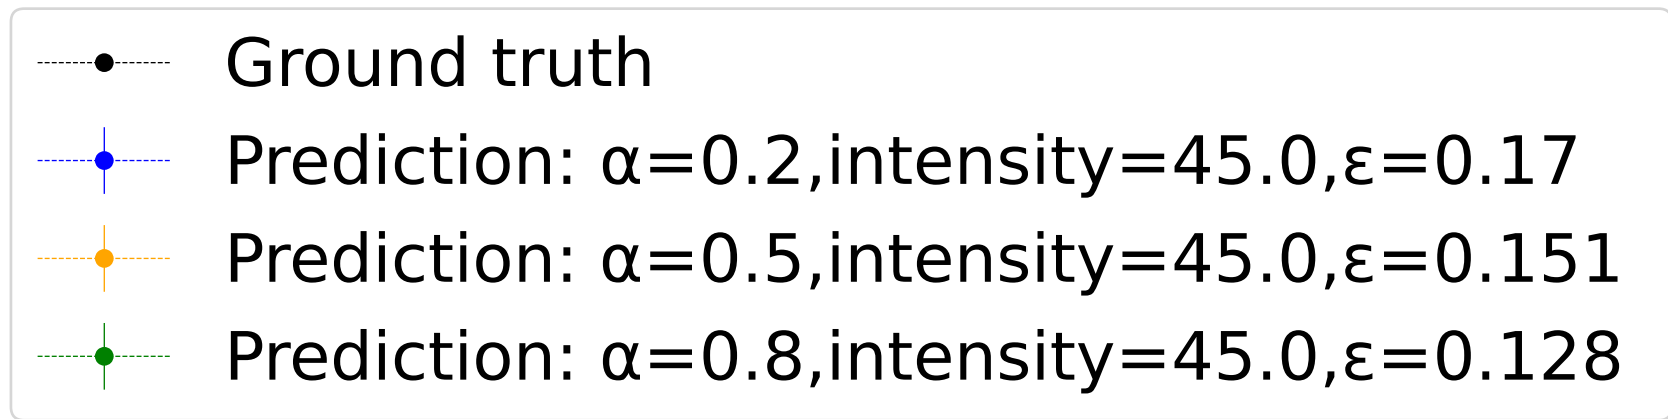 Ground truth
Prediction: α=0.2,intensity=45.0,ε=0.17
Prediction: α=0.5,intensity=45.0,ε=0.151
Prediction: α=0.8,intensity=45.0,ε=0.128